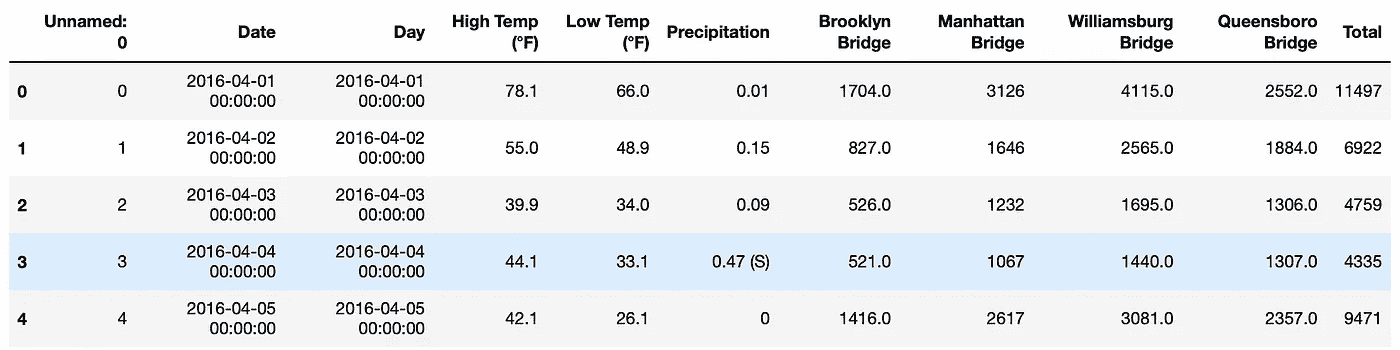 Unnamed: 0 Date Day High Temp (°F) Low Temp (°F) Precipitation Brooklyn Bridge Manhattan Bridge Williamsburg Bridge Queensboro Bridge Total
0 0 2016-04-01 00:00:00 2016-04-01 00:00:00 78.1 66.0 0.01 1704.0 3126 4115.0 2552.0 11497
1 1 2016-04-02 00:00:00 2016-04-02 00:00:00 55.0 48.9 0.15 827.0 1646 2565.0 1884.0 6922
2 2 2016-04-03 00:00:00 2016-04-03 00:00:00 39.9 34.0 0.09 526.0 1232 1695.0 1306.0 4759
3 3 2016-04-04 00:00:00 2016-04-04 00:00:00 44.1 33.1 0.47 (S) 521.0 1067 1440.0 1307.0 4335
4 4 2016-04-05 00:00:00 2016-04-05 00:00:00 42.1 26.1 0 1416.0 2617 3081.0 2357.0 9471